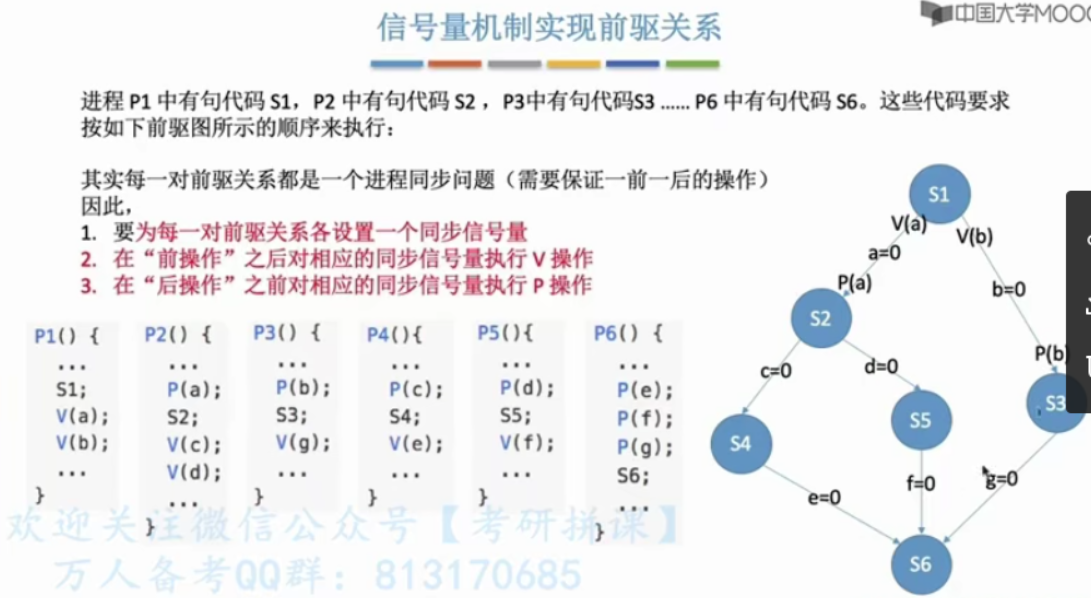 信号量机制实现前驱关系
中国大学MOOC
进程 P1 中有句代码 S1，P2 中有句代码 S2 ，P3中有句代码S3 ...... P6 中有句代码 S6。这些代码要求
按如下前驱图所示的顺序来执行：
其实每一对前驱关系都是一个进程同步问题（需要保证一前一后的操作）
因此，
1. 要为每一对前驱关系各设置一个同步信号量
2. 在“前操作”之后对相应的同步信号量执行 V 操作
3. 在“后操作”之前对相应的同步信号量执行 P 操作
P1() {
...
S1;
V(a);
V(b);
...
}
P2() {
...
P(a);
S2;
V(c);
V(d);
...
}
P3() {
...
P(b);
S3;
V(g);
...
}
P4(){
...
P(c);
S4;
V(e);
...
}
P5(){
...
P(d);
S5;
V(f);
...
}
P6() {
...
P(e);
P(f);
P(g);
S6;
...
}
S1
V(a)
V(b)
a=0
P(a)
b=0
S2
P(b)
c=0
d=0
S3
S4
S5
e=0
f=0
g=0
S6
欢迎关注微信公众号【考研拼课】
万人备考QQ群：813170685